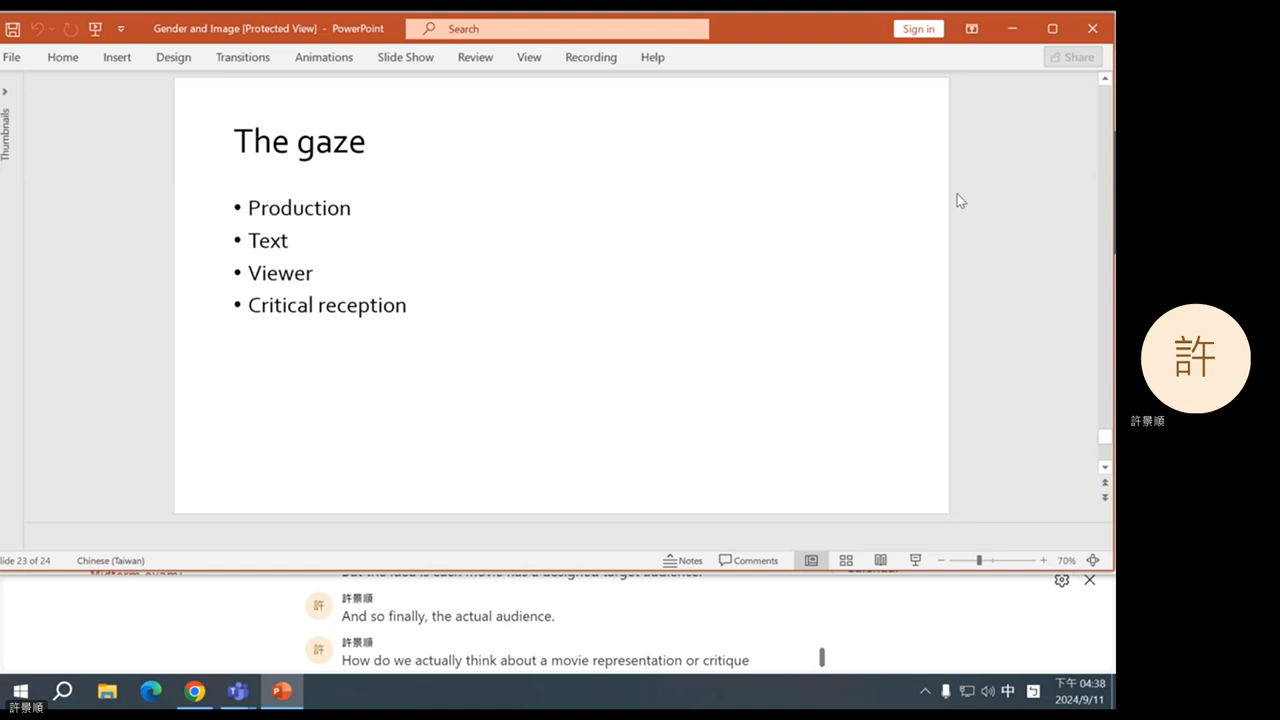 Gender and Image [Protected View] - PowerPoint
Search
Sign in
File Home Insert Design Transitions Animations Slide Show Review View Recording Help
Share
Thumbnails
The gaze
• Production
• Text
• Viewer
• Critical reception
許
許景順
lide 23 of 24
Chinese (Taiwan)
Notes
Comments
70%
許
許景順
And so finally, the actual audience.
許
許景順
How do we actually think about a movie representation or critique
中
下午 04:38
2024/9/11
許景順